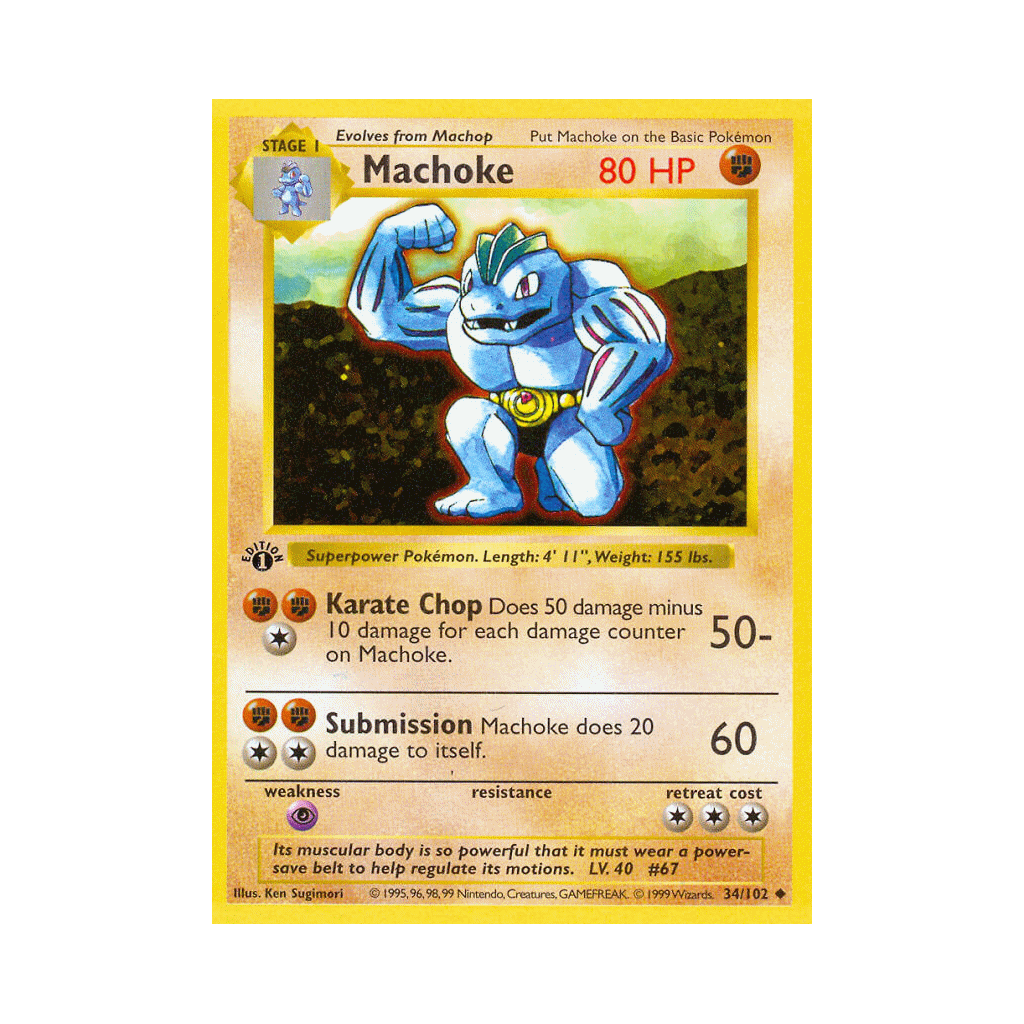 Evolves from Machop
Put Machoke on the Basic Pokémon
STAGE 1
Machoke
80 HP
EDITION
1
Superpower Pokémon. Length: 4' 11", Weight: 155 lbs.
Karate Chop Does 50 damage minus
10 damage for each damage counter
on Machoke.
50-
Submission Machoke does 20
damage to itself.
60
weakness
resistance
retreat cost
Its muscular body is so powerful that it must wear a power-
save belt to help regulate its motions. LV. 40 #67
Illus. Ken Sugimori
© 1995, 96, 98, 99 Nintendo, Creatures, GAMEFREAK. © 1999 Wizards.
34/102